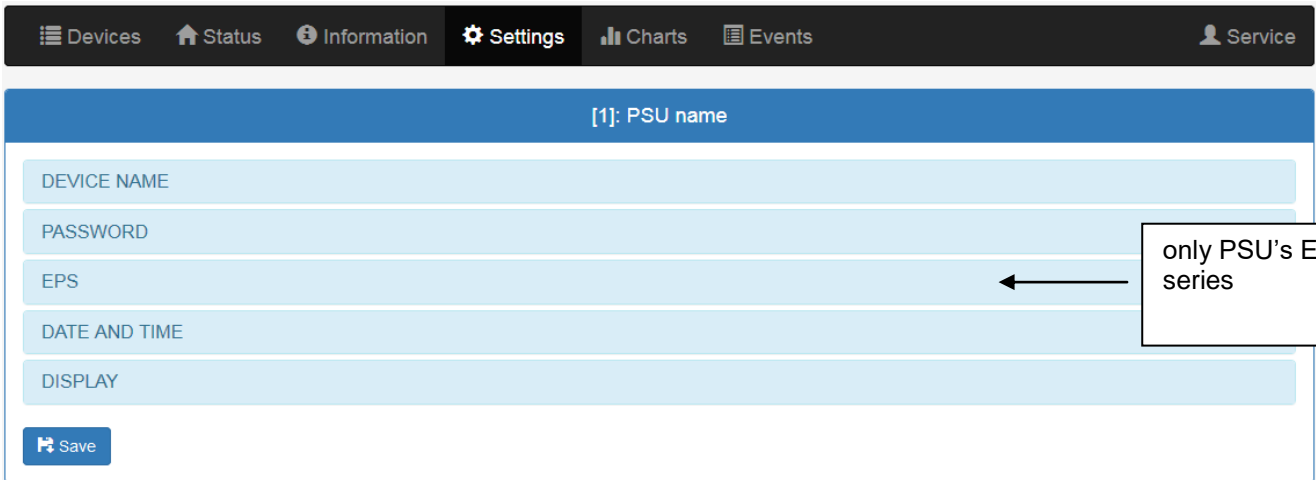 Devices Status Information Settings Charts Events Service
[1]: PSU name
DEVICE NAME
PASSWORD
EPS
only PSU’s E
series
DATE AND TIME
DISPLAY
Save